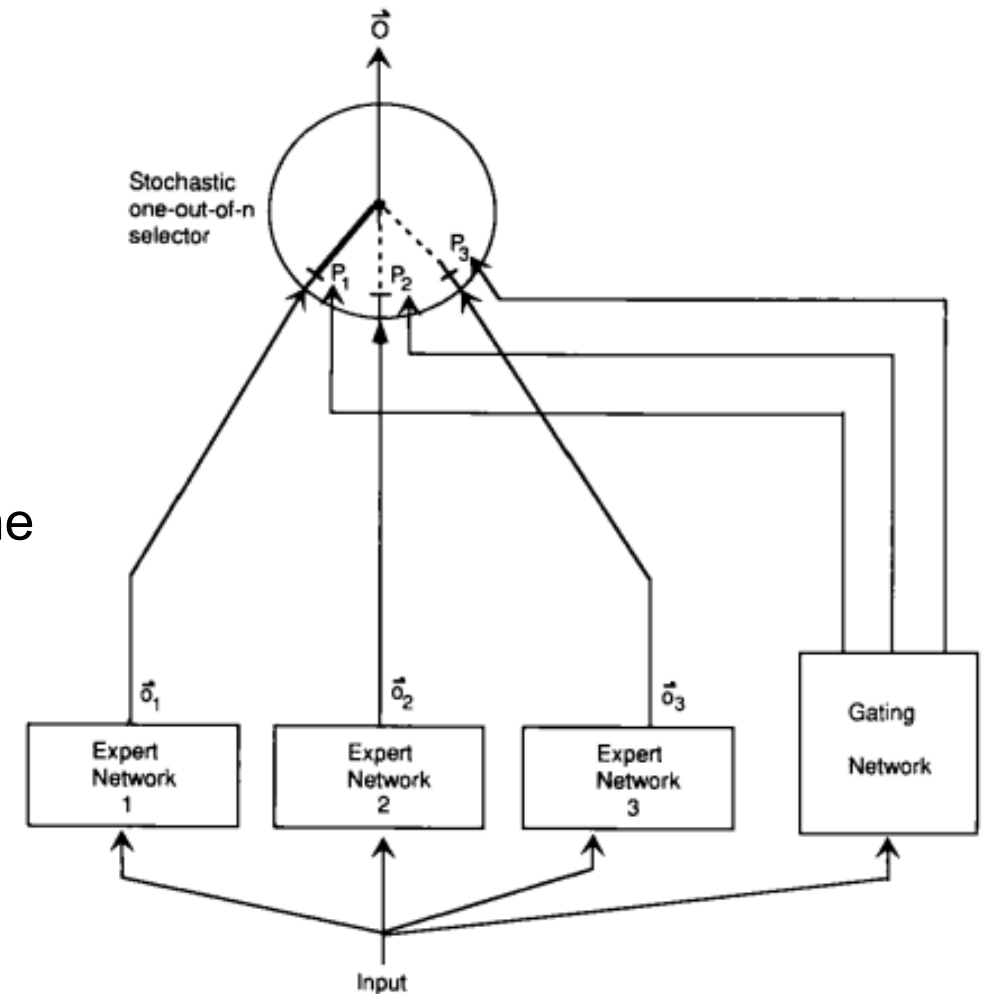 o⃗
Stochastic
one-out-of-n
selector
P1
P2
P3
ne
o⃗1
o⃗2
o⃗3
Expert
Network
1
Expert
Network
2
Expert
Network
3
Gating
Network
Input